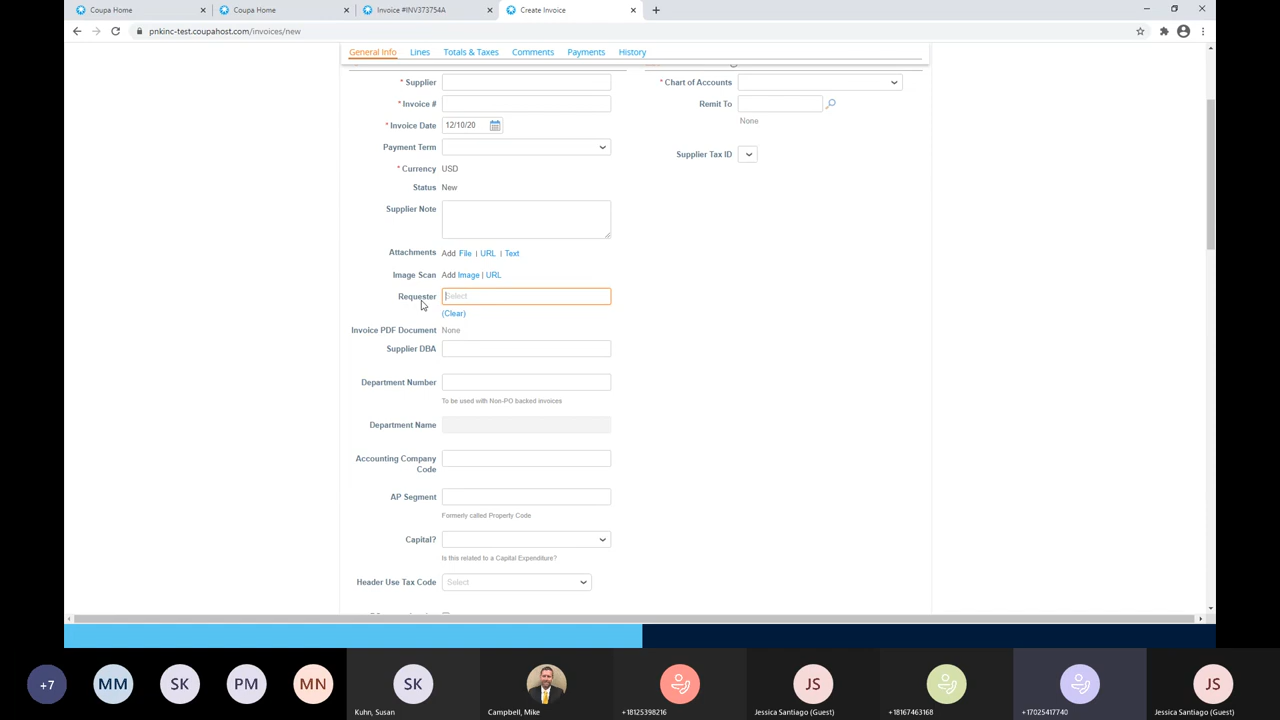 Coupa Home
Coupa Home
Invoice #INV373754A
Create Invoice
pnkinc-test.coupahost.com/invoices/new
General Info Lines Totals & Taxes Comments Payments History
* Supplier
* Chart of Accounts
* Invoice #
Remit To
None
* Invoice Date 12/10/20
Payment Term
Supplier Tax ID
* Currency USD
Status New
Supplier Note
Attachments Add File | URL | Text
Image Scan Add Image | URL
Requester Select
(Clear)
Invoice PDF Document None
Supplier DBA
Department Number
To be used with Non-PO backed invoices
Department Name
Accounting Company
Code
AP Segment
Formerly called Property Code
Capital?
Is this related to a Capital Expenditure?
Header Use Tax Code Select
+7 MM SK PM MN SK JS JS
Kuhn, Susan
Campbell, Mike
+18125398216
Jessica Santiago (Guest)
+18167463168
+17025417740
Jessica Santiago (Guest)